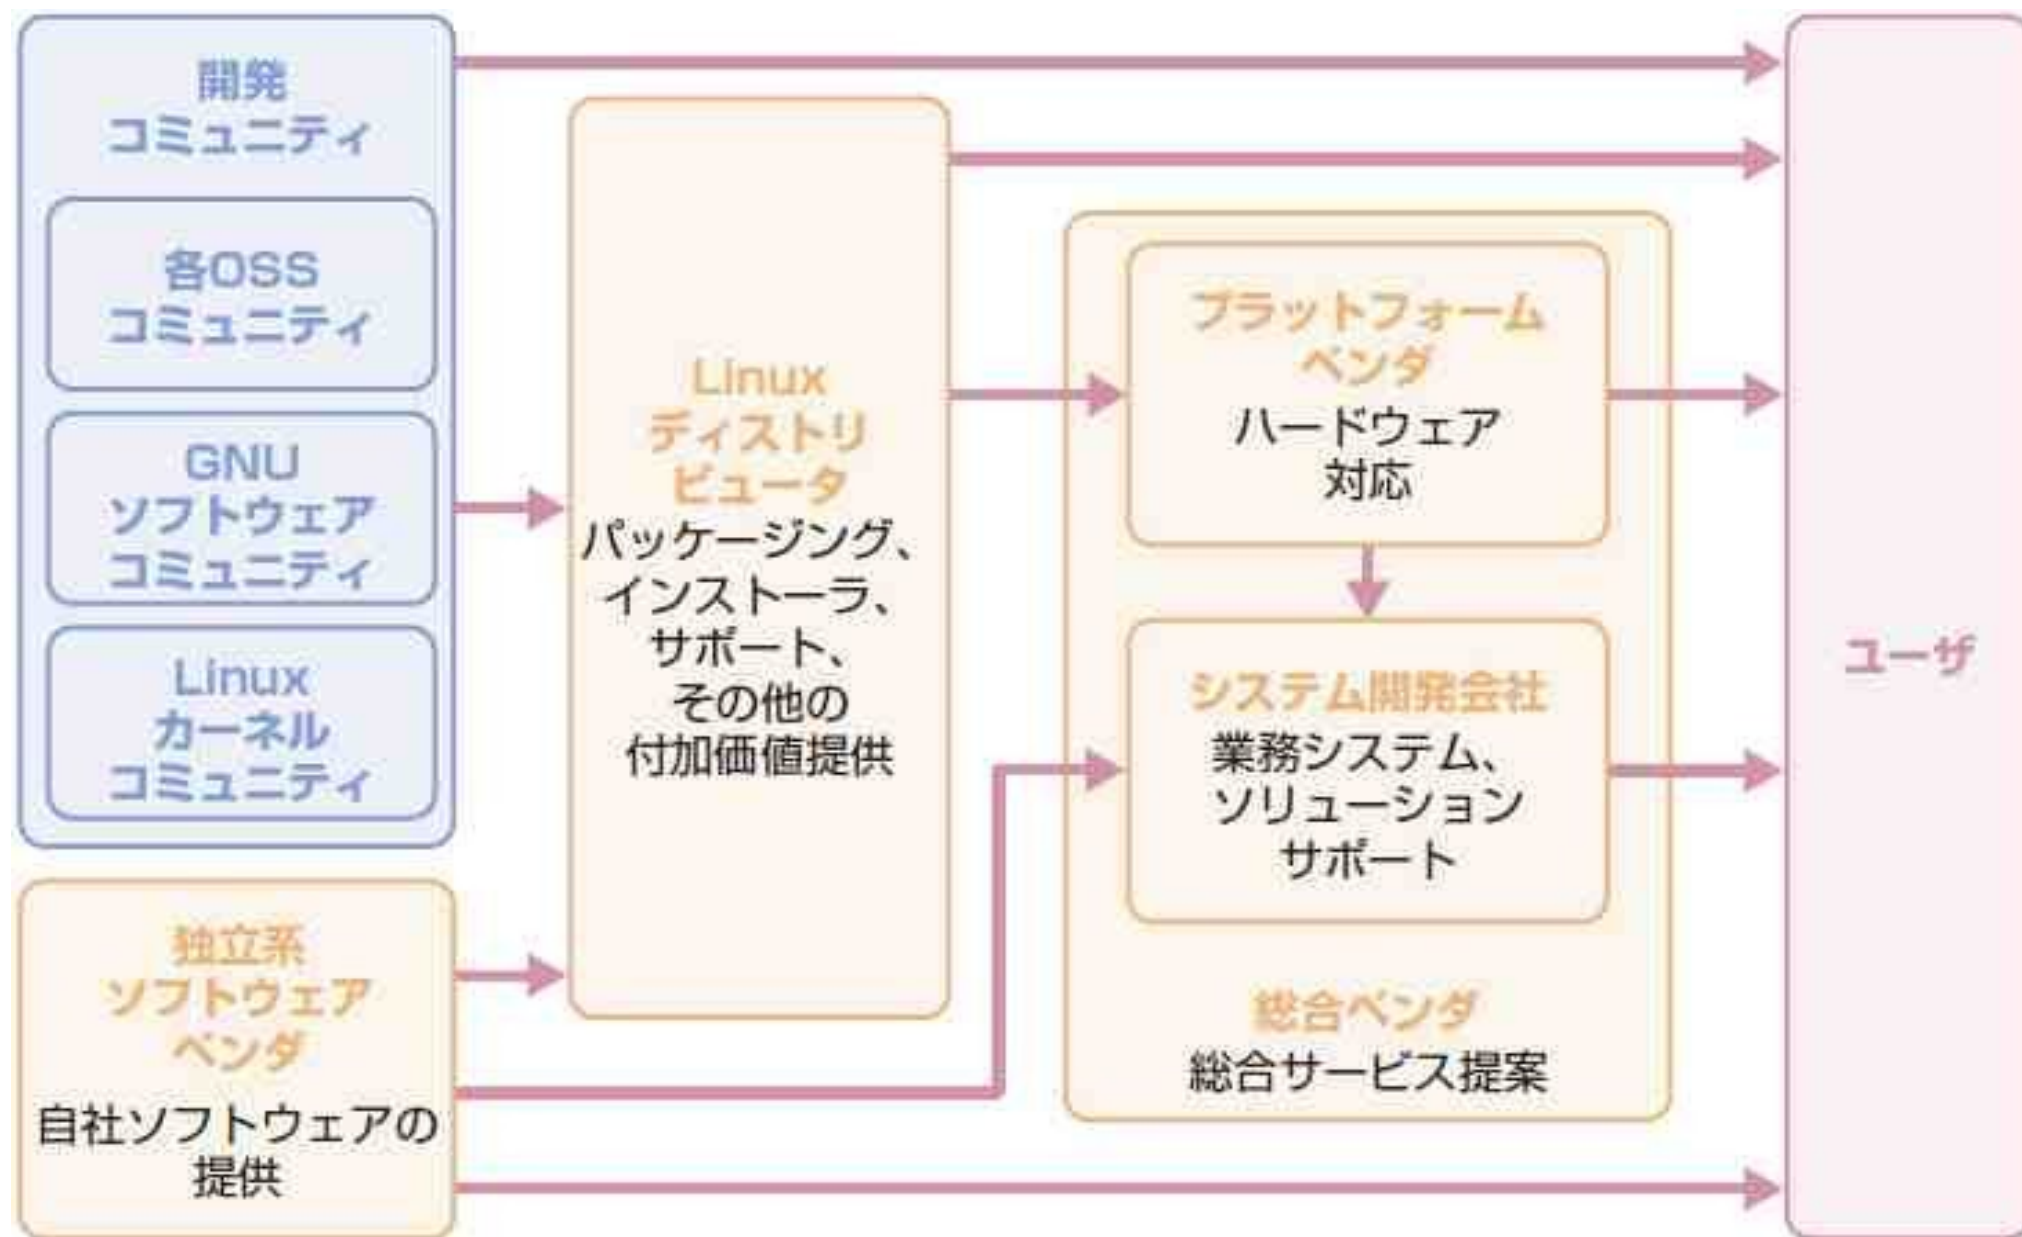 開発
コミュニティ
各OSS
コミュニティ
GNU
ソフトウェア
コミュニティ
Linux
カーネル
コミュニティ
独立系
ソフトウェア
ベンダ
自社ソフトウェアの
提供
Linux
ディストリ
ビュータ
パッケージング、
インストーラ、
サポート、
その他の
付加価値提供
プラットフォーム
ベンダ
ハードウェア
対応
システム開発会社
業務システム、
ソリューション
サポート
総合ベンダ
総合サービス提案
ユーザ